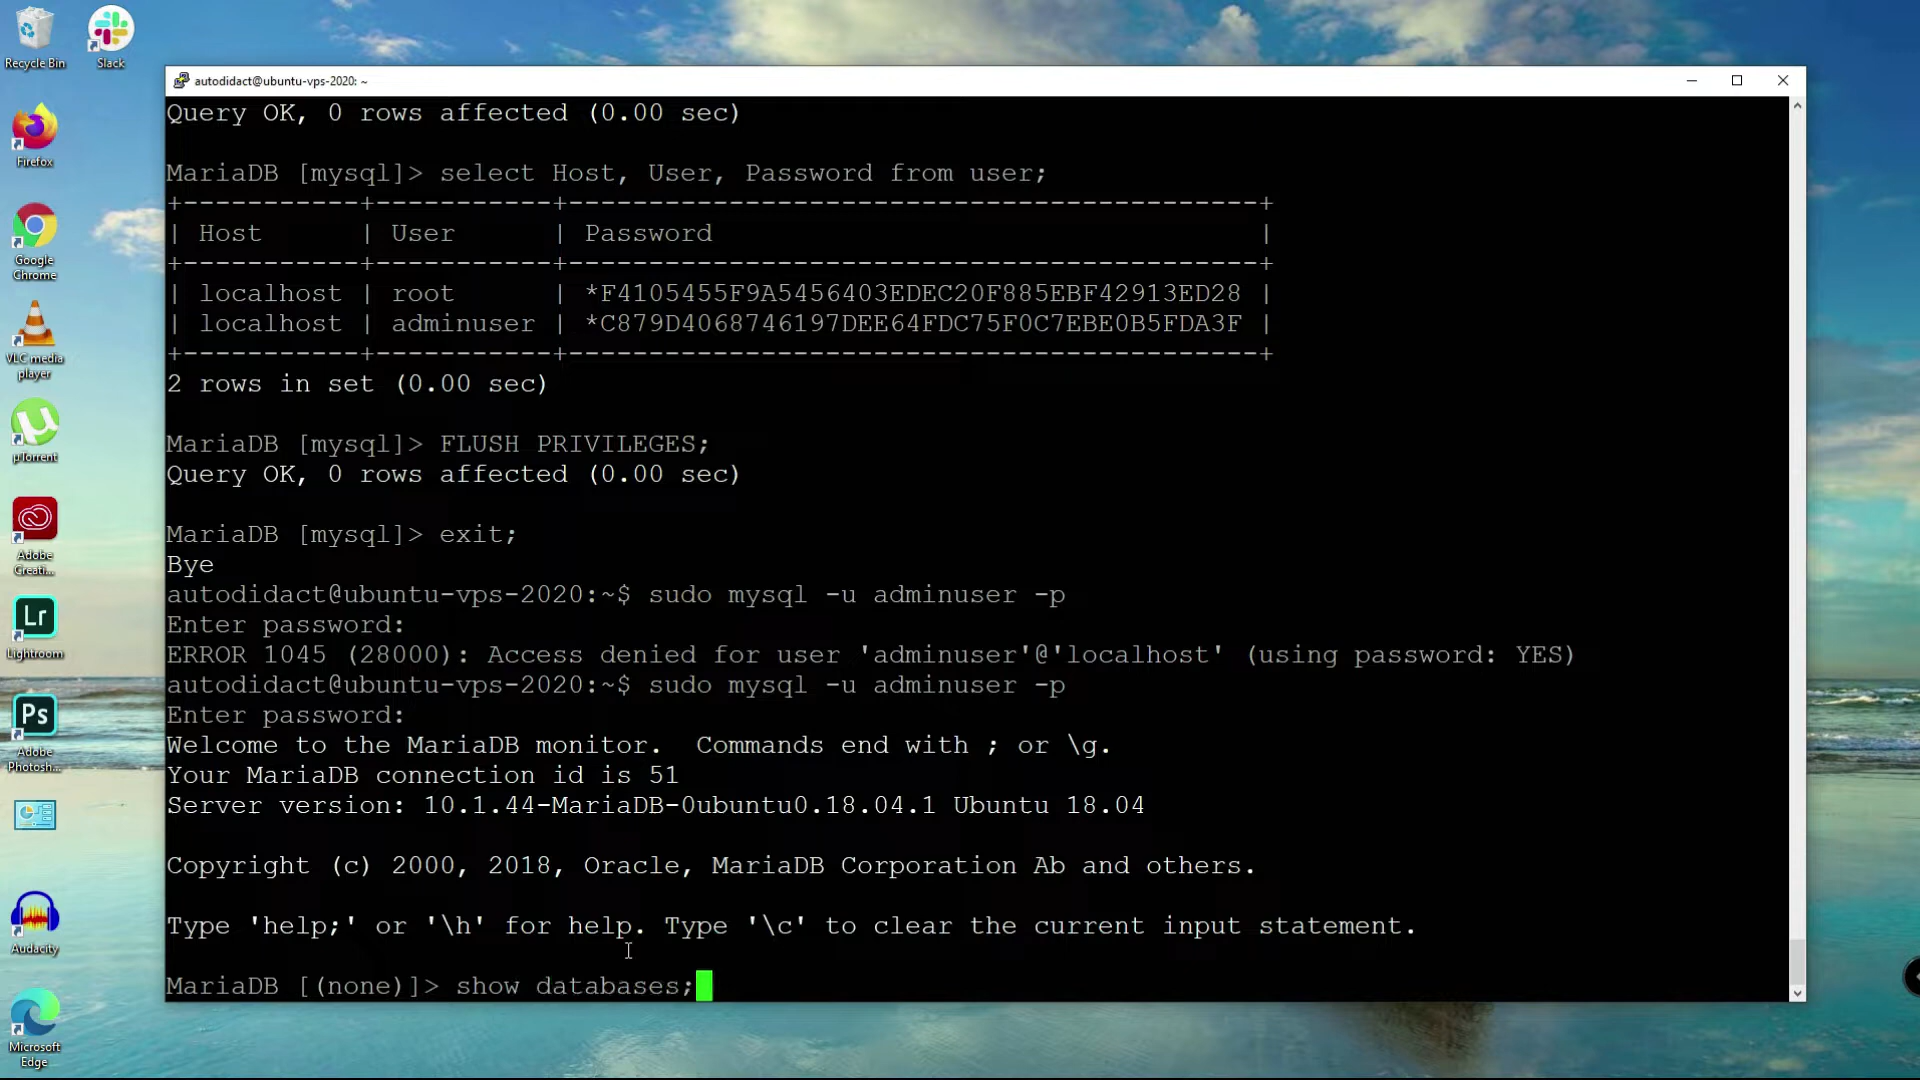 Recycle Bin
Slack
Firefox
Google
Chrome
VLC media
player
µTorrent
Adobe
Creati...
Lr
Lightroom
Ps
Adobe
Photosh...
Audacity
Microsoft
Edge
autodidact@ubuntu-vps-2020: ~
Query OK, 0 rows affected (0.00 sec)
MariaDB [mysql]> select Host, User, Password from user;
+-----------+-----------+-------------------------------------------+
| Host      | User      | Password                                  |
+-----------+-----------+-------------------------------------------+
| localhost | root      | *F4105455F9A5456403EDEC20F885EBF42913ED28 |
| localhost | adminuser | *C879D4068746197DEE64FDC75F0C7EBE0B5FDA3F |
+-----------+-----------+-------------------------------------------+
2 rows in set (0.00 sec)
MariaDB [mysql]> FLUSH PRIVILEGES;
Query OK, 0 rows affected (0.00 sec)
MariaDB [mysql]> exit;
Bye
autodidact@ubuntu-vps-2020:~$ sudo mysql -u adminuser -p
Enter password:
ERROR 1045 (28000): Access denied for user 'adminuser'@'localhost' (using password: YES)
autodidact@ubuntu-vps-2020:~$ sudo mysql -u adminuser -p
Enter password:
Welcome to the MariaDB monitor.  Commands end with ; or \g.
Your MariaDB connection id is 51
Server version: 10.1.44-MariaDB-0ubuntu0.18.04.1 Ubuntu 18.04
Copyright (c) 2000, 2018, Oracle, MariaDB Corporation Ab and others.
Type 'help;' or '\h' for help. Type '\c' to clear the current input statement.
MariaDB [(none)]> show databases;